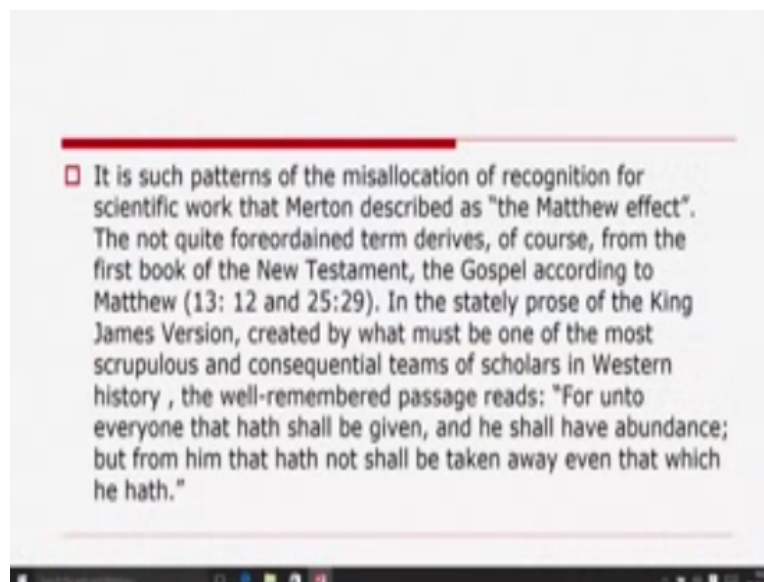 It is such patterns of the misallocation of recognition for
scientific work that Merton described as "the Matthew effect".
The not quite foreordained term derives, of course, from the
first book of the New Testament, the Gospel according to
Matthew (13: 12 and 25:29). In the stately prose of the King
James Version, created by what must be one of the most
scrupulous and consequential teams of scholars in Western
history , the well-remembered passage reads: "For unto
everyone that hath shall be given, and he shall have abundance;
but from him that hath not shall be taken away even that which
he hath."